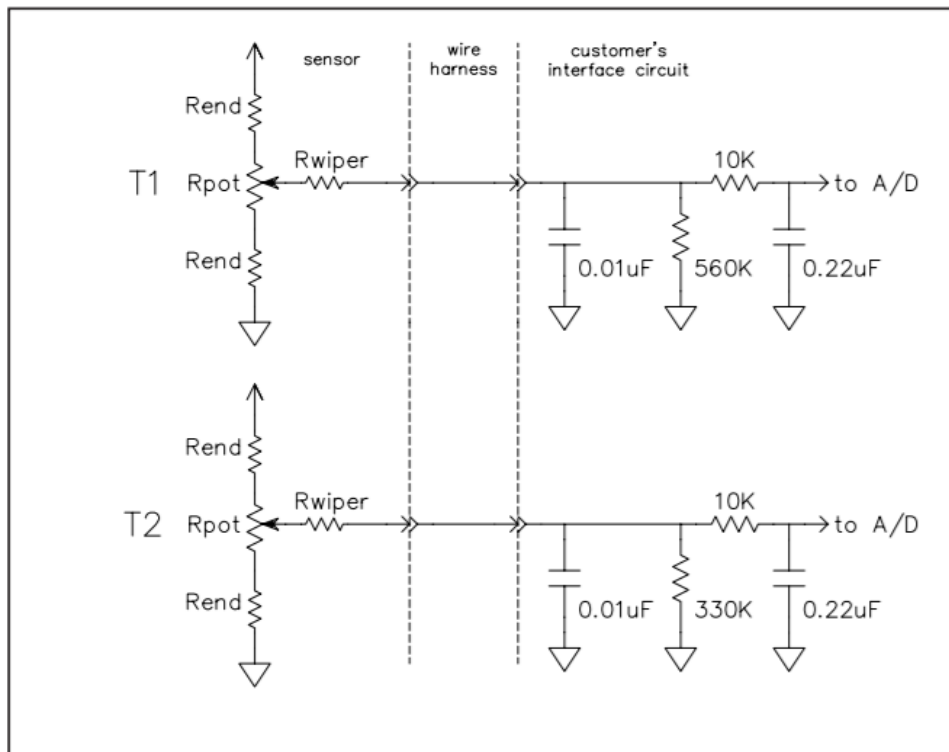 sensor
wire
harness
customer's
interface circuit
Rend
Rwiper
10K
T1
Rpot
to A/D
Rend
0.01uF
560K
0.22uF
Rend
Rwiper
10K
T2
Rpot
to A/D
Rend
0.01uF
330K
0.22uF